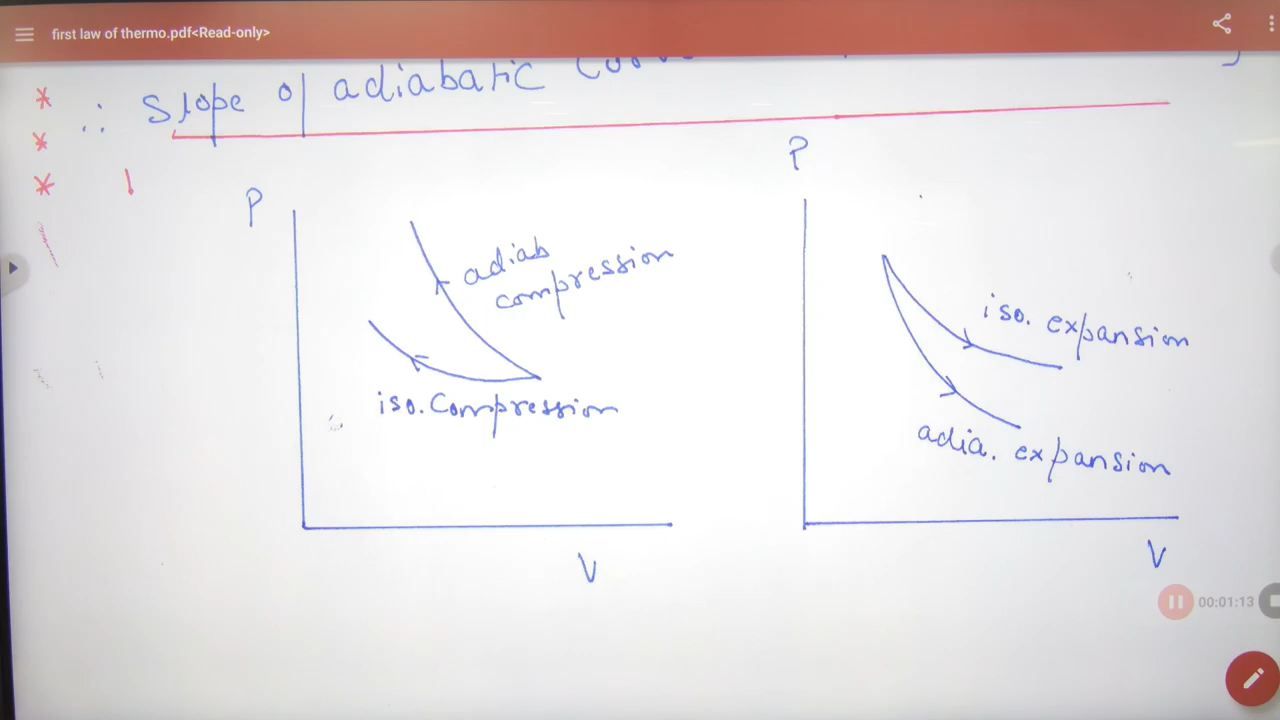 first law of thermo.pdf<Read-only>
∴ Slope of adiabatic
P
adiab
compression
iso. Compression
V
P
iso. expansion
adia. expansion
V
00:01:13